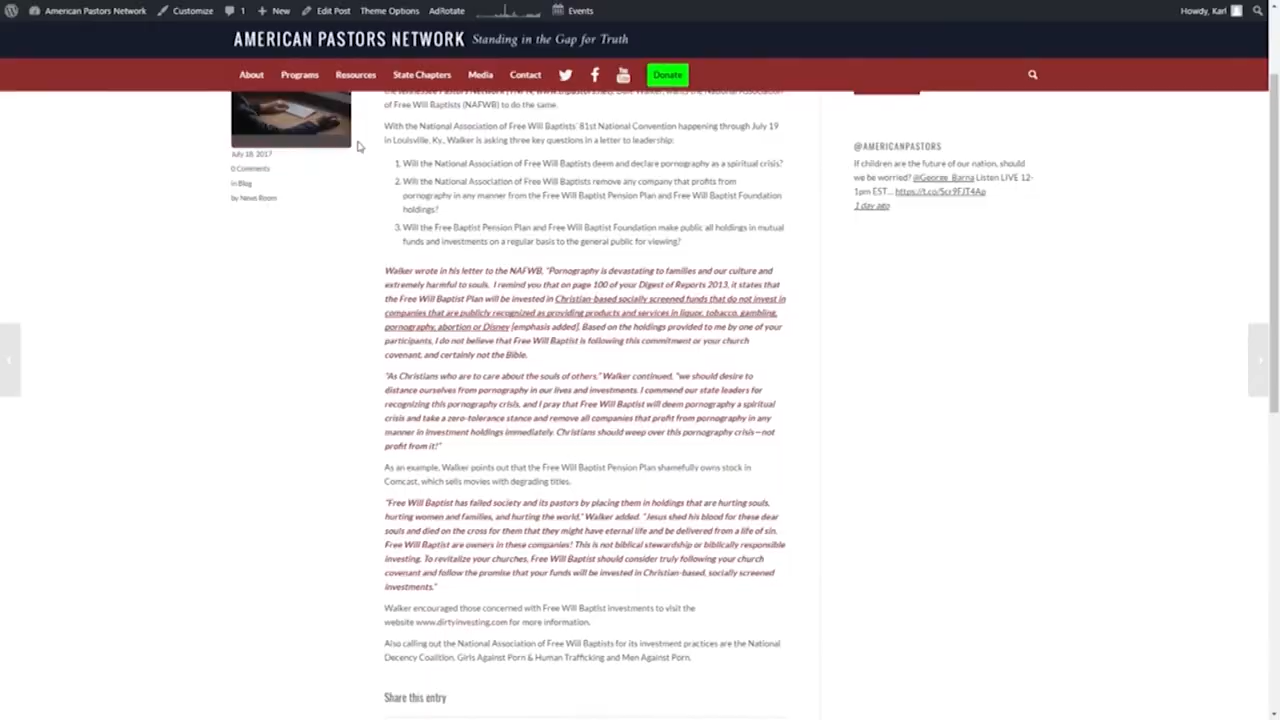 American Pastors Network Customize 1 New Edit Post Theme Options AdRotate Events Howdy, Karl
AMERICAN PASTORS NETWORK Standing in the Gap for Truth
About Programs Resources State Chapters Media Contact You Tube Donate
of Free Will Baptists (NAFWB) to do the same.
With the National Association of Free Will Baptists' 81st National Convention happening through July 19
in Louisville, Ky., Walker is asking three key questions in a letter to leadership:
1. Will the National Association of Free Will Baptists deem and declare pornography as a spiritual crisis?
2. Will the National Association of Free Will Baptists remove any company that profits from
pornography in any manner from the Free Will Baptist Pension Plan and Free Will Baptist Foundation
holdings?
3. Will the Free Baptist Pension Plan and Free Will Baptist Foundation make public all holdings in mutual
funds and investments on a regular basis to the general public for viewing?
Walker wrote in his letter to the NAFWB, "Pornography is devastating to families and our culture and
extremely harmful to souls. I remind you that on page 100 of your Digest of Reports 2013, it states that
the Free Will Baptist Plan will be invested in Christian-based socially screened funds that do not invest in
companies that are publicly recognized as providing products and services in liquor, tobacco, gambling,
pornography, abortion or Disney [emphasis added]. Based on the holdings provided to me by one of your
participants, I do not believe that Free Will Baptist is following this commitment or your church
covenant, and certainly not the Bible.
"As Christians who are to care about the souls of others," Walker continued, "we should desire to
distance ourselves from pornography in our lives and investments. I commend our state leaders for
recognizing this pornography crisis, and I pray that Free Will Baptist will deem pornography a spiritual
crisis and take a zero-tolerance stance and remove all companies that profit from pornography in any
manner in investment holdings immediately. Christians should weep over this pornography crisis—not
profit from it!"
As an example, Walker points out that the Free Will Baptist Pension Plan shamefully owns stock in
Comcast, which sells movies with degrading titles.
"Free Will Baptist has failed society and its pastors by placing them in holdings that are hurting souls,
hurting women and families, and hurting the world," Walker added. "Jesus shed his blood for these dear
souls and died on the cross for them that they might have eternal life and be delivered from a life of sin.
Free Will Baptist are owners in these companies! This is not biblical stewardship or biblically responsible
investing. To revitalize your churches, Free Will Baptist should consider truly following your church
covenant and follow the promise that your funds will be invested in Christian-based, socially screened
investments."
Walker encouraged those concerned with Free Will Baptist investments to visit the
website www.dirtyinvesting.com for more information.
Also calling out the National Association of Free Will Baptists for its investment practices are the National
Decency Coalition, Girls Against Porn & Human Trafficking and Men Against Porn.
Share this entry
July 18, 2017
0 Comments
in Blog
by News Room
@AMERICANPASTORS
If children are the future of our nation, should
we be worried? @George_Barna Listen LIVE 12-
1pm EST... https://t.co/5cr9FJT4Ap
1 day ago